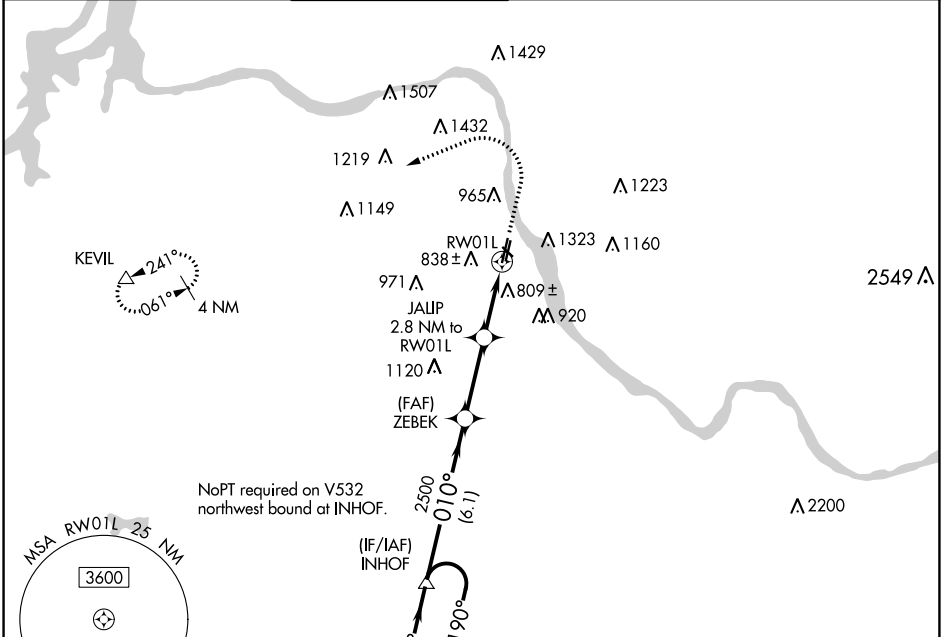 1429
1507
1432
1219
1223
965
1149
RW01L
1323
1160
KEVIL
241°
838 ±
2549
061°
4 NM
971
809 ±
JALIP
2.8 NM to
RW01L
920
1120
(FAF)
ZEBEK
NoPT required on V532
northwest bound at INHOF.
2500
010°
(6.1)
2200
MSA RW01L 25 NM
(IF/IAF)
INHOF
3600
190°